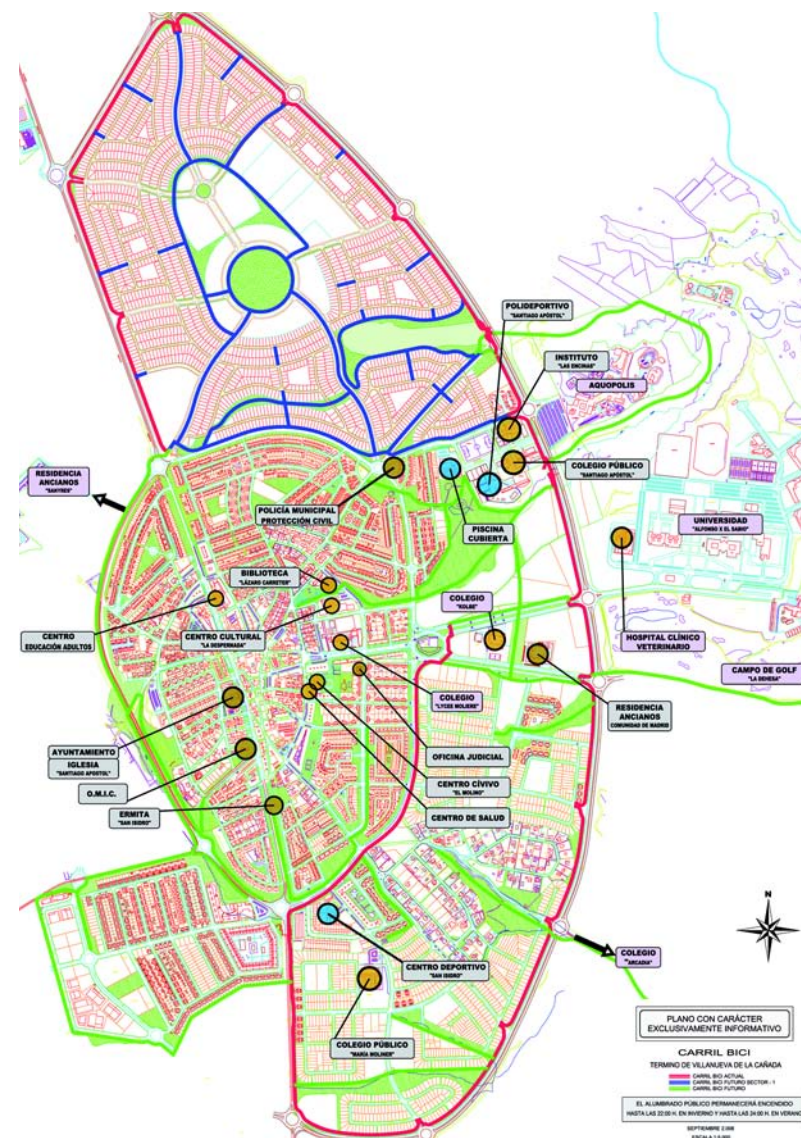 POLIDEPORTIVO
"SANTIAGO APÓSTOL"
INSTITUTO
"LAS ENCINAS"
AQUOPOLIS
COLEGIO PÚBLICO
"SANTIAGO APÓSTOL"
RESIDENCIA
ANCIANOS
"SANYRES"
POLICÍA MUNICIPAL
PROTECCIÓN CIVIL
PISCINA
CUBIERTA
UNIVERSIDAD
"ALFONSO X EL SABIO"
BIBLIOTECA
"LÁZARO CARRETER"
COLEGIO
"KOLBE"
CENTRO
EDUCACIÓN ADULTOS
CENTRO CULTURAL
"LA DESPERNADA"
HOSPITAL CLÍNICO
VETERINARIO
CAMPO DE GOLF
"LA DEHESA"
COLEGIO
"LYCEE MOLIERE"
RESIDENCIA
ANCIANOS
COMUNIDAD DE MADRID
AYUNTAMIENTO
IGLESIA
"SANTIAGO APOSTOL"
OFICINA JUDICIAL
O.M.I.C.
CENTRO CÍVIVO
"EL MOLINO"
ERMITA
"SAN ISIDRO"
CENTRO DE SALUD
N
CENTRO DEPORTIVO
"SAN ISIDRO"
COLEGIO
"ARCADIA"
COLEGIO PÚBLICO
"MARÍA MOLINER"
PLANO CON CARÁCTER
EXCLUSIVAMENTE INFORMATIVO
CARRIL BICI
TERMINO DE VILLANUEVA DE LA CAÑADA
CARRIL BICI ACTUAL
CARRIL BICI FUTURO SECTOR - 1
CARRIL BICI FUTURO
EL ALUMBRADO PÚBLICO PERMANECERÁ ENCENDIDO
HASTA LAS 22:00 H. EN INVIERNO Y HASTA LAS 24:00 H. EN VERANO
SEPTIEMBRE 2.008